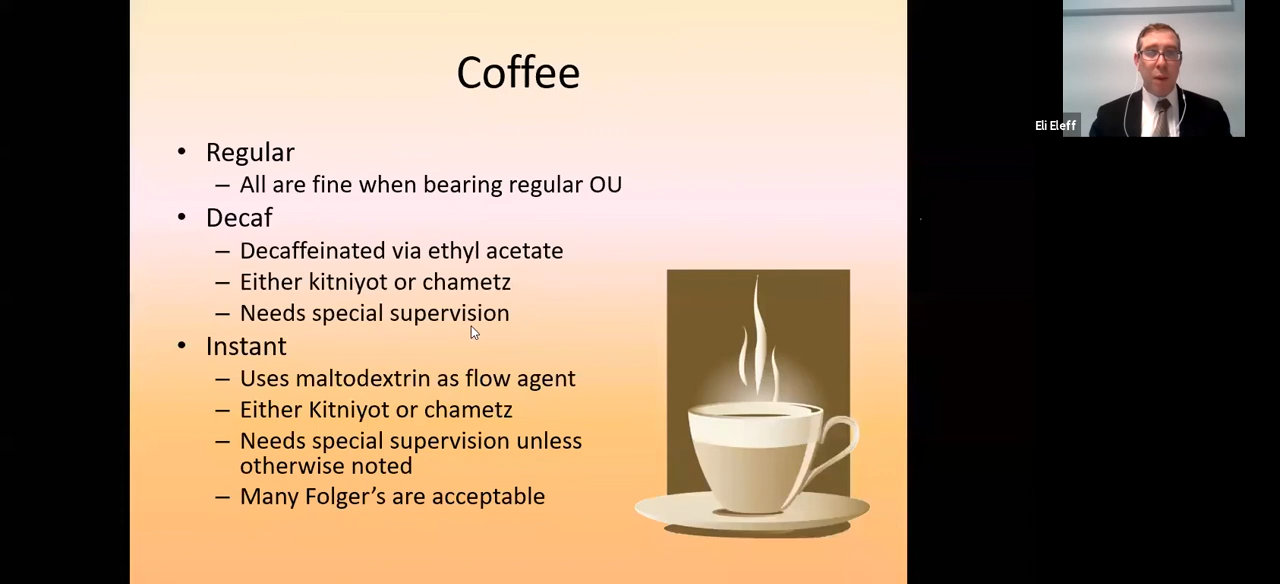 Coffee
• Regular
– All are fine when bearing regular OU
• Decaf
– Decaffeinated via ethyl acetate
– Either kitniyot or chametz
– Needs special supervision
• Instant
– Uses maltodextrin as flow agent
– Either Kitniyot or chametz
– Needs special supervision unless
otherwise noted
– Many Folger’s are acceptable
Eli Eleff